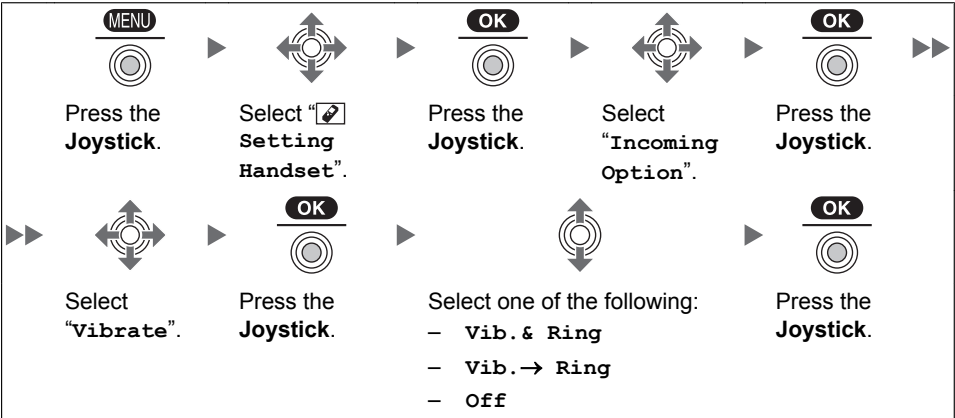 MENU
OK
OK
Press the
Joystick.
Select “
Setting
Handset”.
Press the
Joystick.
Select
“Incoming
Option”.
Press the
Joystick.
OK
OK
Select
“Vibrate”.
Press the
Joystick.
Select one of the following:
– Vib.& Ring
– Vib.→ Ring
– Off
Press the
Joystick.